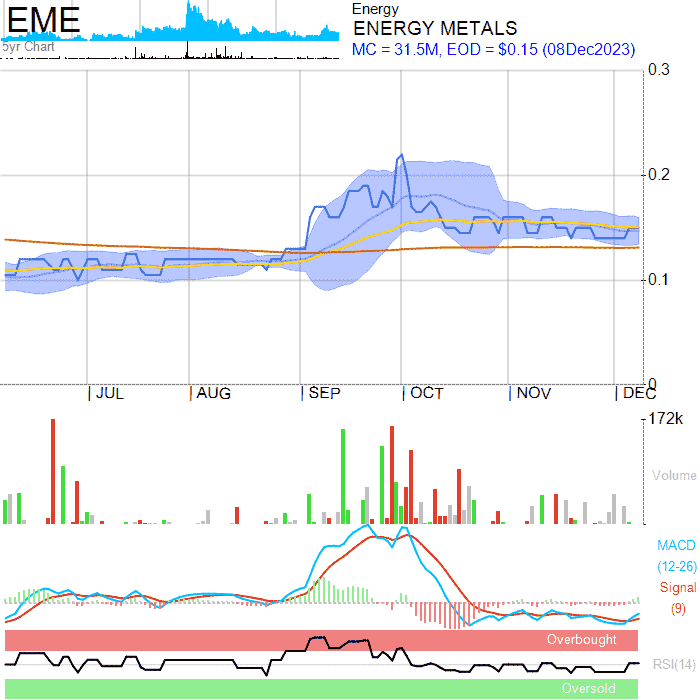 EME
5yr Chart
Energy
ENERGY METALS
MC = 31.5M, EOD = $0.15 (08Dec2023)
0.3
0.2
0.1
0
JUL AUG SEP OCT NOV DEC
172k
Volume
MACD
(12-26)
Signal
(9)
Overbought
RSI(14)
Oversold